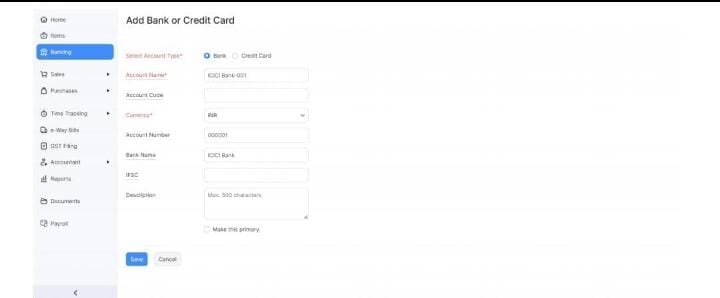 Home
Items
Banking
Sales
Purchases
Time Tracking
e-Way Bills
GST Filing
Accountant
Reports
Documents
Payroll
Add Bank or Credit Card
Select Account Type* Bank Credit Card
Account Name* ICICI Bank-001
Account Code
Currency* INR
Account Number 000001
Bank Name ICICI Bank
IFSC
Description Max. 500 characters
Make this primary
Save Cancel